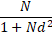 N
1 + Nd²